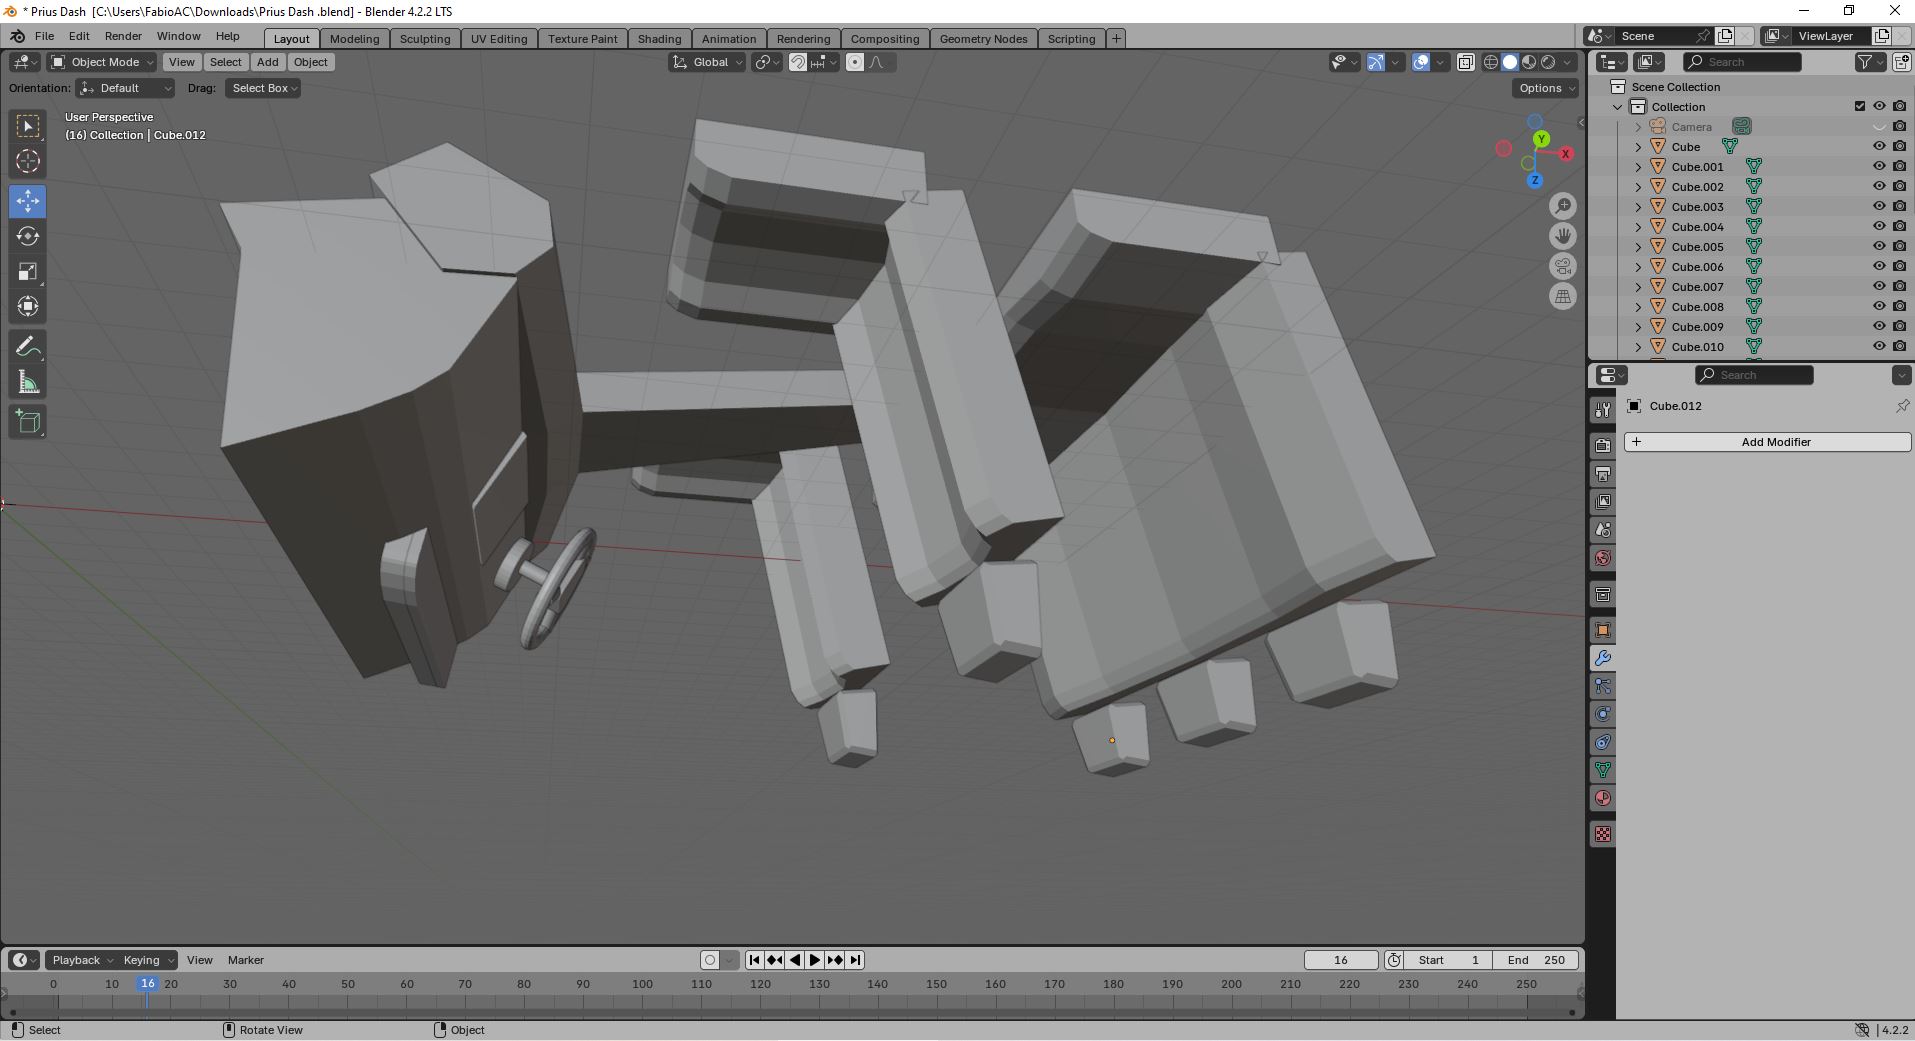 * Prius Dash  [C:\Users\FabioAC\Downloads\Prius Dash .blend] - Blender 4.2.2 LTS
File Edit Render Window Help Layout Modeling Sculpting UV Editing Texture Paint Shading Animation Rendering Compositing Geometry Nodes Scripting + Scene ViewLayer
Object Mode View Select Add Object Global Search
Orientation: Default Drag: Select Box Options
User Perspective
(16) Collection | Cube.012
Y
X
Z
Scene Collection
Collection
Camera
Cube
Cube.001
Cube.002
Cube.003
Cube.004
Cube.005
Cube.006
Cube.007
Cube.008
Cube.009
Cube.010
Search
Cube.012
+ Add Modifier
Playback Keying View Marker 16 Start 1 End 250
0 10 16 20 30 40 50 60 70 80 90 100 110 120 130 140 150 160 170 180 190 200 210 220 230 240 250
Select Rotate View Object 4.2.2